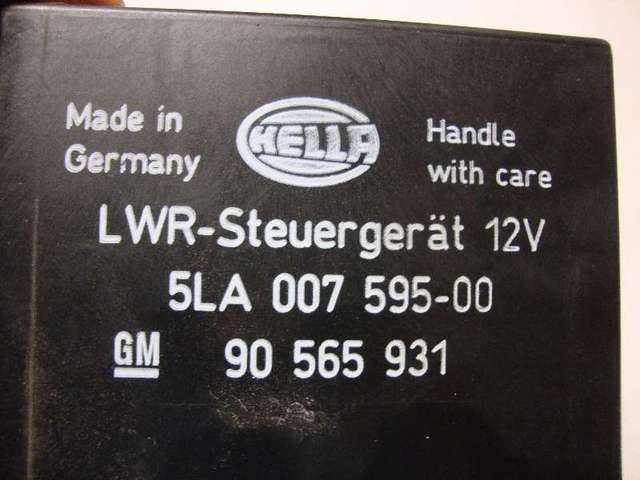 Made in
Germany
HELLA
Handle
with care
LWR-Steuergerät 12V
5LA 007 595-00
GM 90 565 931